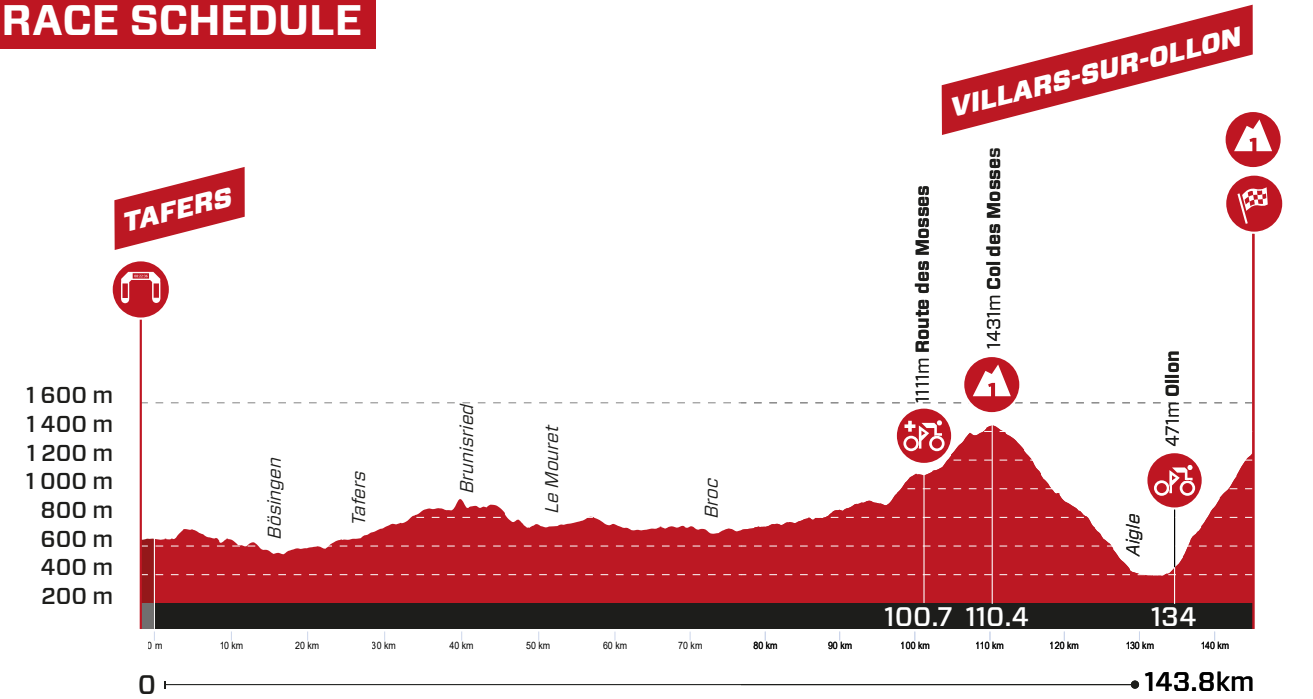 RACE SCHEDULE
VILLARS-SUR-OLLON
TAFERS
1
1111m Route des Mosses
1431m Col des Mosses
1
471m Ollon
1600 m
1400 m
1200 m
1000 m
800 m
600 m
400 m
200 m
Bösingen
Tafers
Brunisried
Le Mouret
Broc
Aigle
100.7
110.4
134
0 m
10 km
20 km
30 km
40 km
50 km
60 km
70 km
80 km
90 km
100 km
110 km
120 km
130 km
140 km
0
143.8km